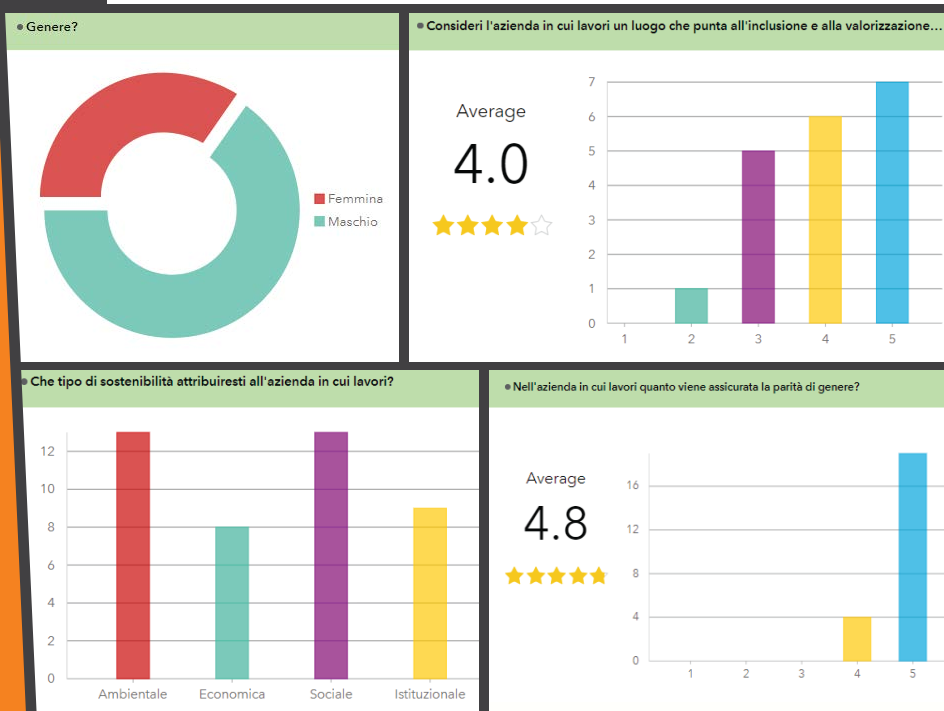 Genere?
Femmina
Maschio
Consideri l'azienda in cui lavori un luogo che punta all'inclusione e alla valorizzazione...
Average
4.0
7
6
5
4
3
2
1
0
1 2 3 4 5
Che tipo di sostenibilità attribuiresti all'azienda in cui lavori?
12
10
8
6
4
2
0
Ambientale Economica Sociale Istituzionale
Nell'azienda in cui lavori quanto viene assicurata la parità di genere?
Average
4.8
16
12
8
4
0
1 2 3 4 5